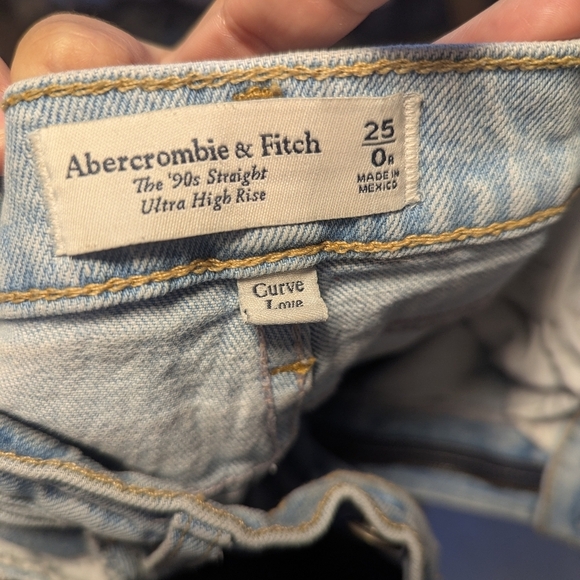 Abercrombie & Fitch
The '90s Straight
Ultra High Rise
25
0R
MADE IN
MEXICO
Curve
Love